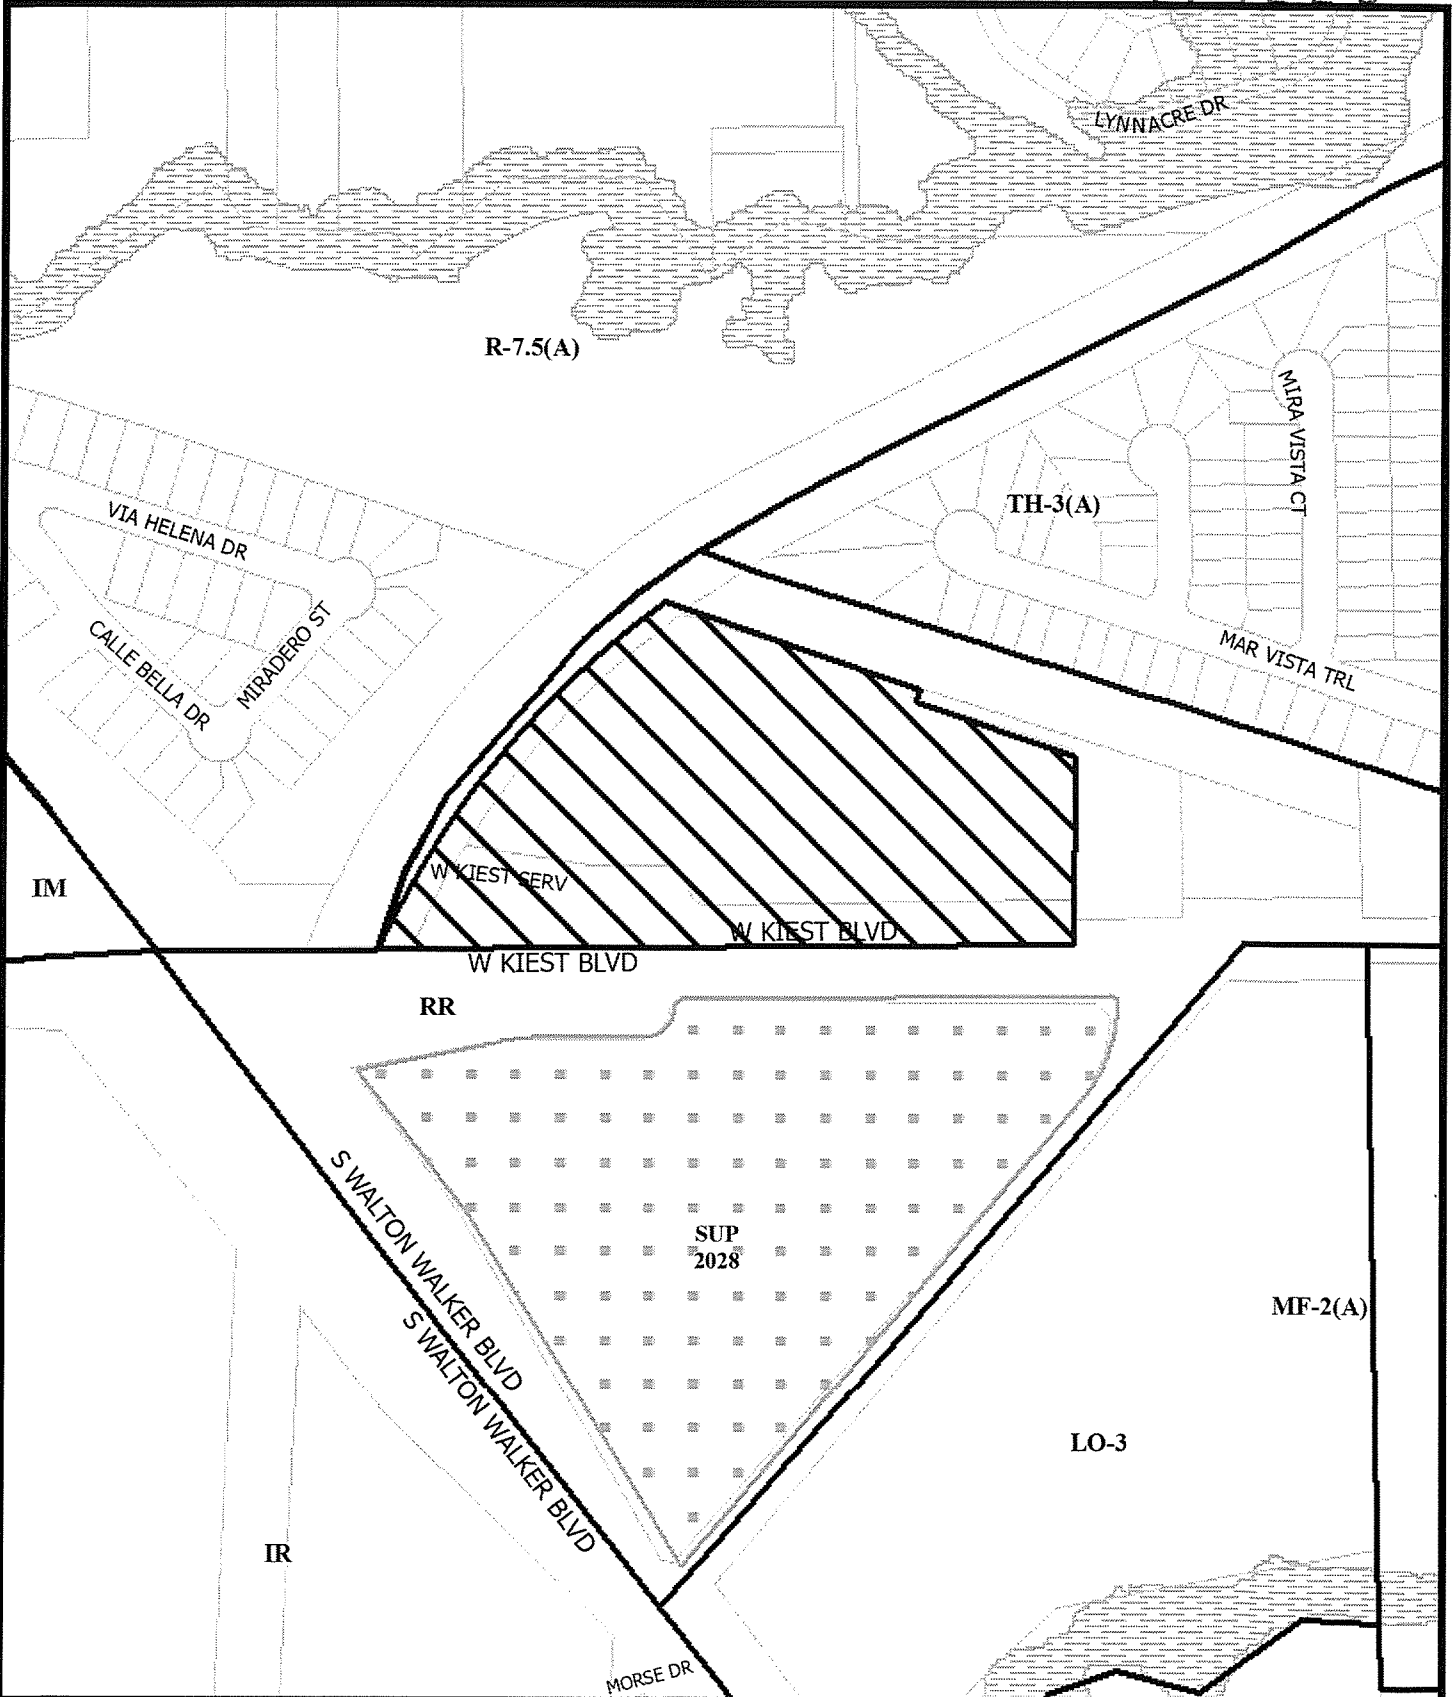 LYNNACRE DR
R-7.5(A)
MIRA VISTA CT
TH-3(A)
VIA HELENA DR
MIRADERO ST
CALLE BELLA DR
MAR VISTA TRL
IM
W KIEST SERV
W KIEST BLVD
W KIEST BLVD
RR
S WALTON WALKER BLVD
S WALTON WALKER BLVD
SUP
2028
MF-2(A)
LO-3
IR
MORSE DR